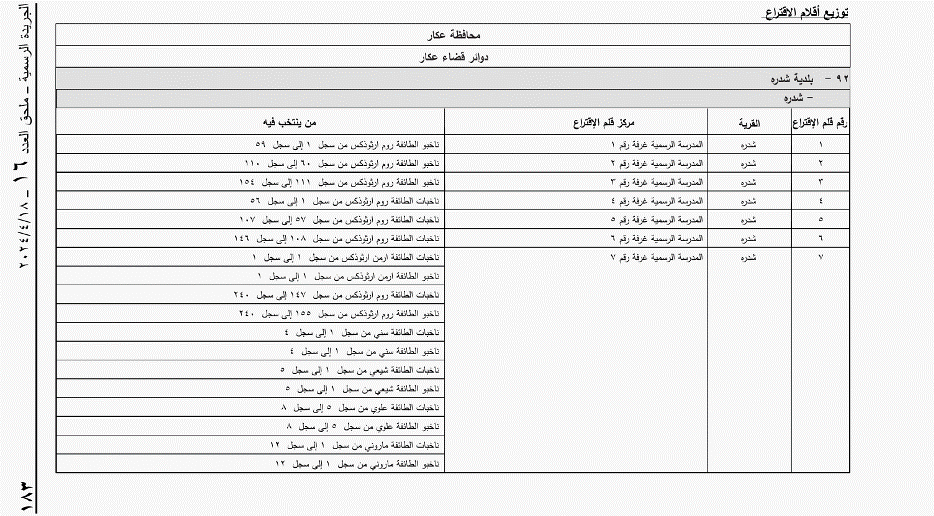 الجريدة الرسمية – ملحق العدد ١٦ – ٢٠٢٤/٤/١٨
توزيع أقلام الإقتراع
محافظة عكار
دوائر قضاء عكار
٩٢ – بلدية شدره
– شدره
رقم قلم الإقتراع القرية مركز قلم الإقتراع من ينتخب فيه
١ شدره المدرسة الرسمية غرفة رقم ١ ناخبو الطائفة روم ارثوذكس من سجل ١ إلى سجل ٥٩
٢ شدره المدرسة الرسمية غرفة رقم ٢ ناخبو الطائفة روم ارثوذكس من سجل ٦٠ إلى سجل ١١٠
٣ شدره المدرسة الرسمية غرفة رقم ٣ ناخبو الطائفة روم ارثوذكس من سجل ١١١ إلى سجل ١٥٤
٤ شدره المدرسة الرسمية غرفة رقم ٤ ناخبات الطائفة روم ارثوذكس من سجل ١ إلى سجل ٥٦
٥ شدره المدرسة الرسمية غرفة رقم ٥ ناخبات الطائفة روم ارثوذكس من سجل ٥٧ إلى سجل ١٠٧
٦ شدره المدرسة الرسمية غرفة رقم ٦ ناخبات الطائفة روم ارثوذكس من سجل ١٠٨ إلى سجل ١٤٦
٧ شدره المدرسة الرسمية غرفة رقم ٧ ناخبات الطائفة ارمن ارثوذكس من سجل ١ إلى سجل ١
ناخبو الطائفة ارمن ارثوذكس من سجل ١ إلى سجل ١
ناخبات الطائفة روم ارثوذكس من سجل ١٤٧ إلى سجل ٢٤٠
ناخبو الطائفة روم ارثوذكس من سجل ١٥٥ إلى سجل ٢٤٠
ناخبات الطائفة سني من سجل ١ إلى سجل ٤
ناخبو الطائفة سني من سجل ١ إلى سجل ٤
ناخبات الطائفة شيعي من سجل ١ إلى سجل ٥
ناخبو الطائفة شيعي من سجل ١ إلى سجل ٥
ناخبات الطائفة علوي من سجل ٥ إلى سجل ٨
ناخبو الطائفة علوي من سجل ٥ إلى سجل ٨
ناخبات الطائفة ماروني من سجل ١ إلى سجل ١٢
ناخبو الطائفة ماروني من سجل ١ إلى سجل ١٢
١٨٣